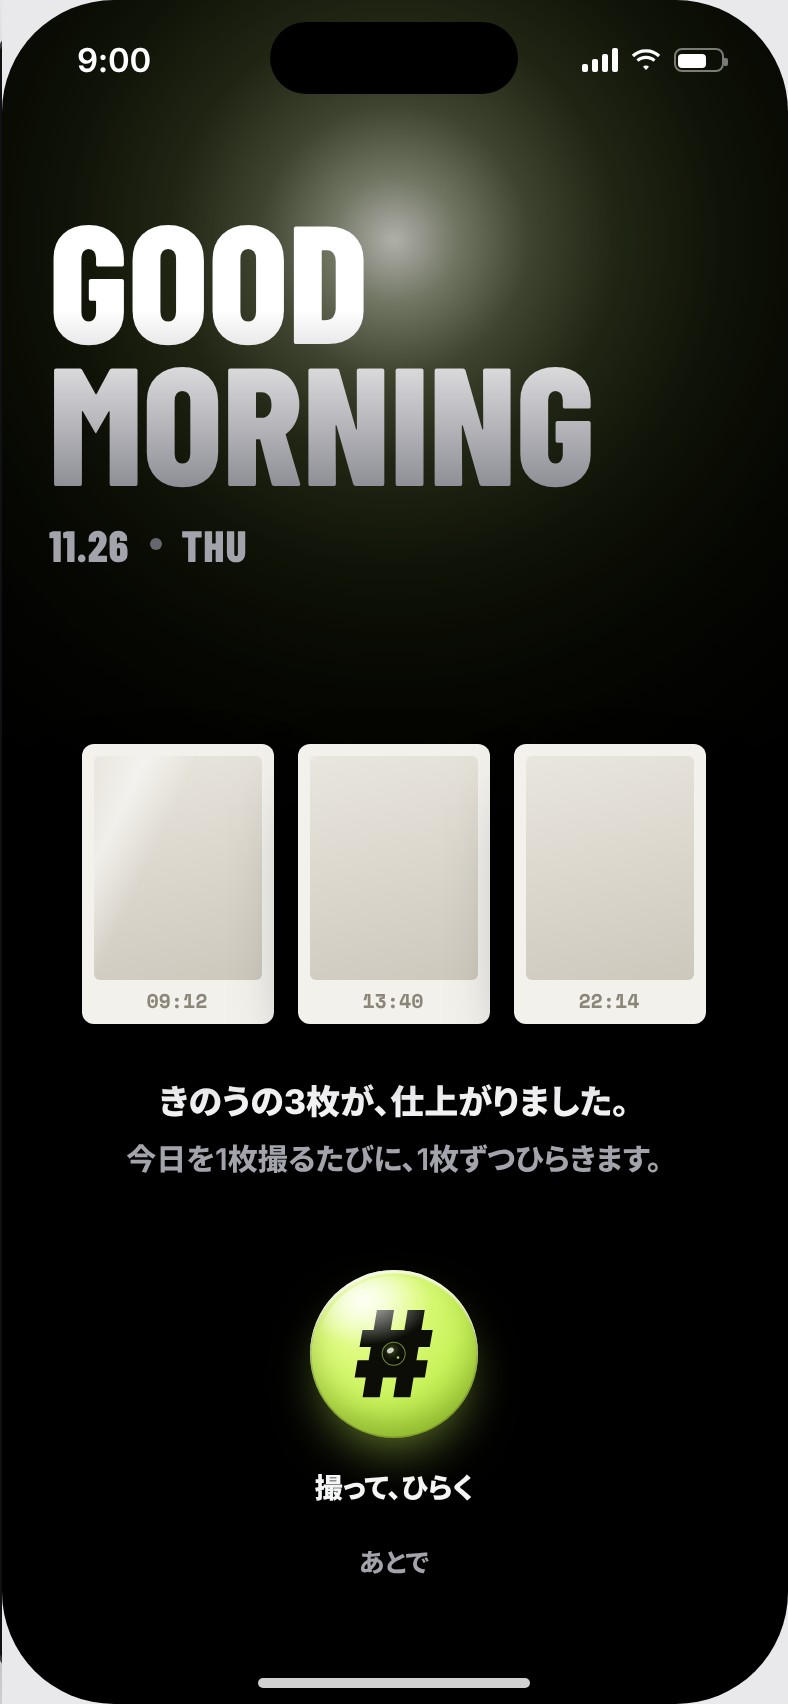 9:00
GOOD
MORNING
11.26 • THU
09:12
13:40
22:14
きのうの3枚が、仕上がりました。
今日を1枚撮るたびに、1枚ずつひらきます。
#
撮って、ひらく
あとで